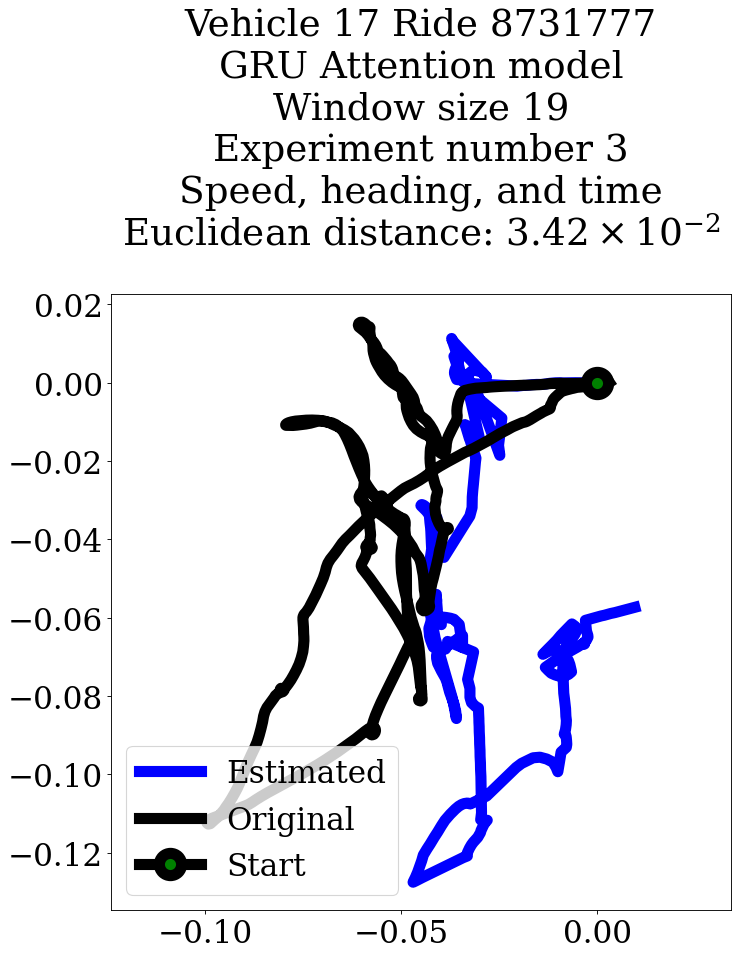 Vehicle 17 Ride 8731777
GRU Attention model
Window size 19
Experiment number 3
Speed, heading, and time
Euclidean distance: 3.42 × 10⁻²
0.02
0.00
−0.02
−0.04
−0.06
−0.08
−0.10
−0.12
Estimated
Original
Start
−0.10 −0.05 0.00